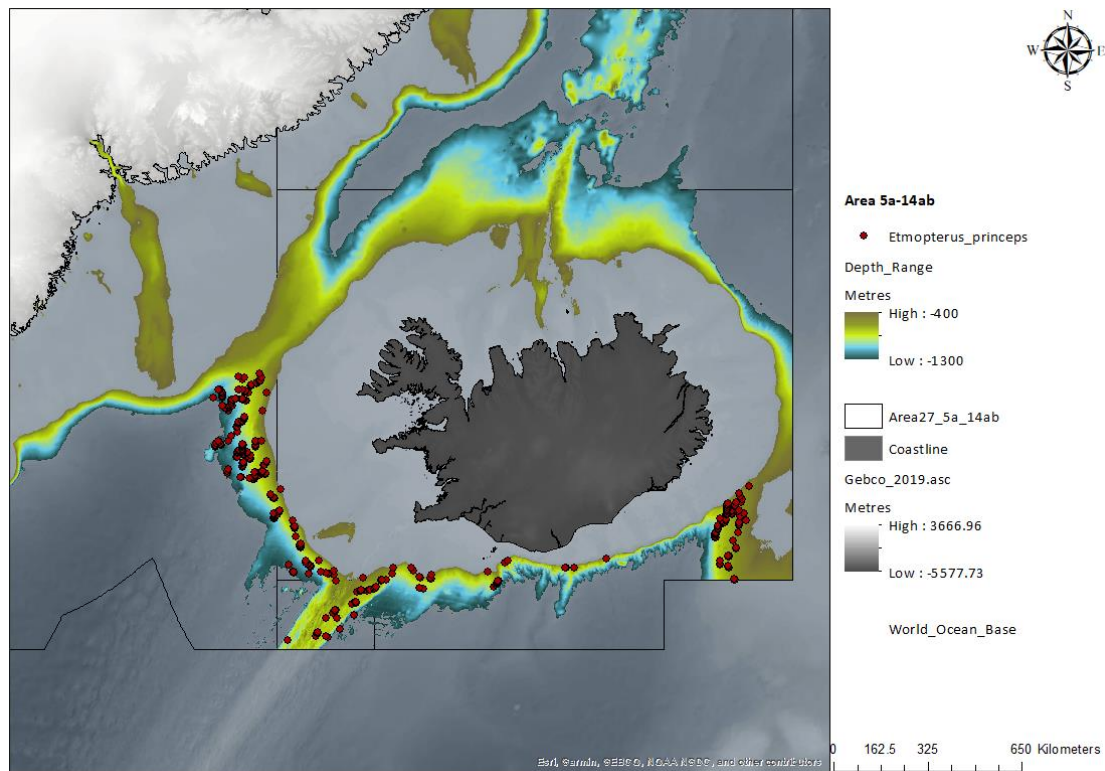 N
W E
S
Area 5a-14ab
Etmopterus_princeps
Depth_Range
Metres
High : -400
Low : -1300
Area27_5a_14ab
Coastline
Gebco_2019.asc
Metres
High : 3666.96
Low : -5577.73
World_Ocean_Base
0 162.5 325 650 Kilometers
Esri, Garmin, GEBCO, NOAA NGDC, and other contributors